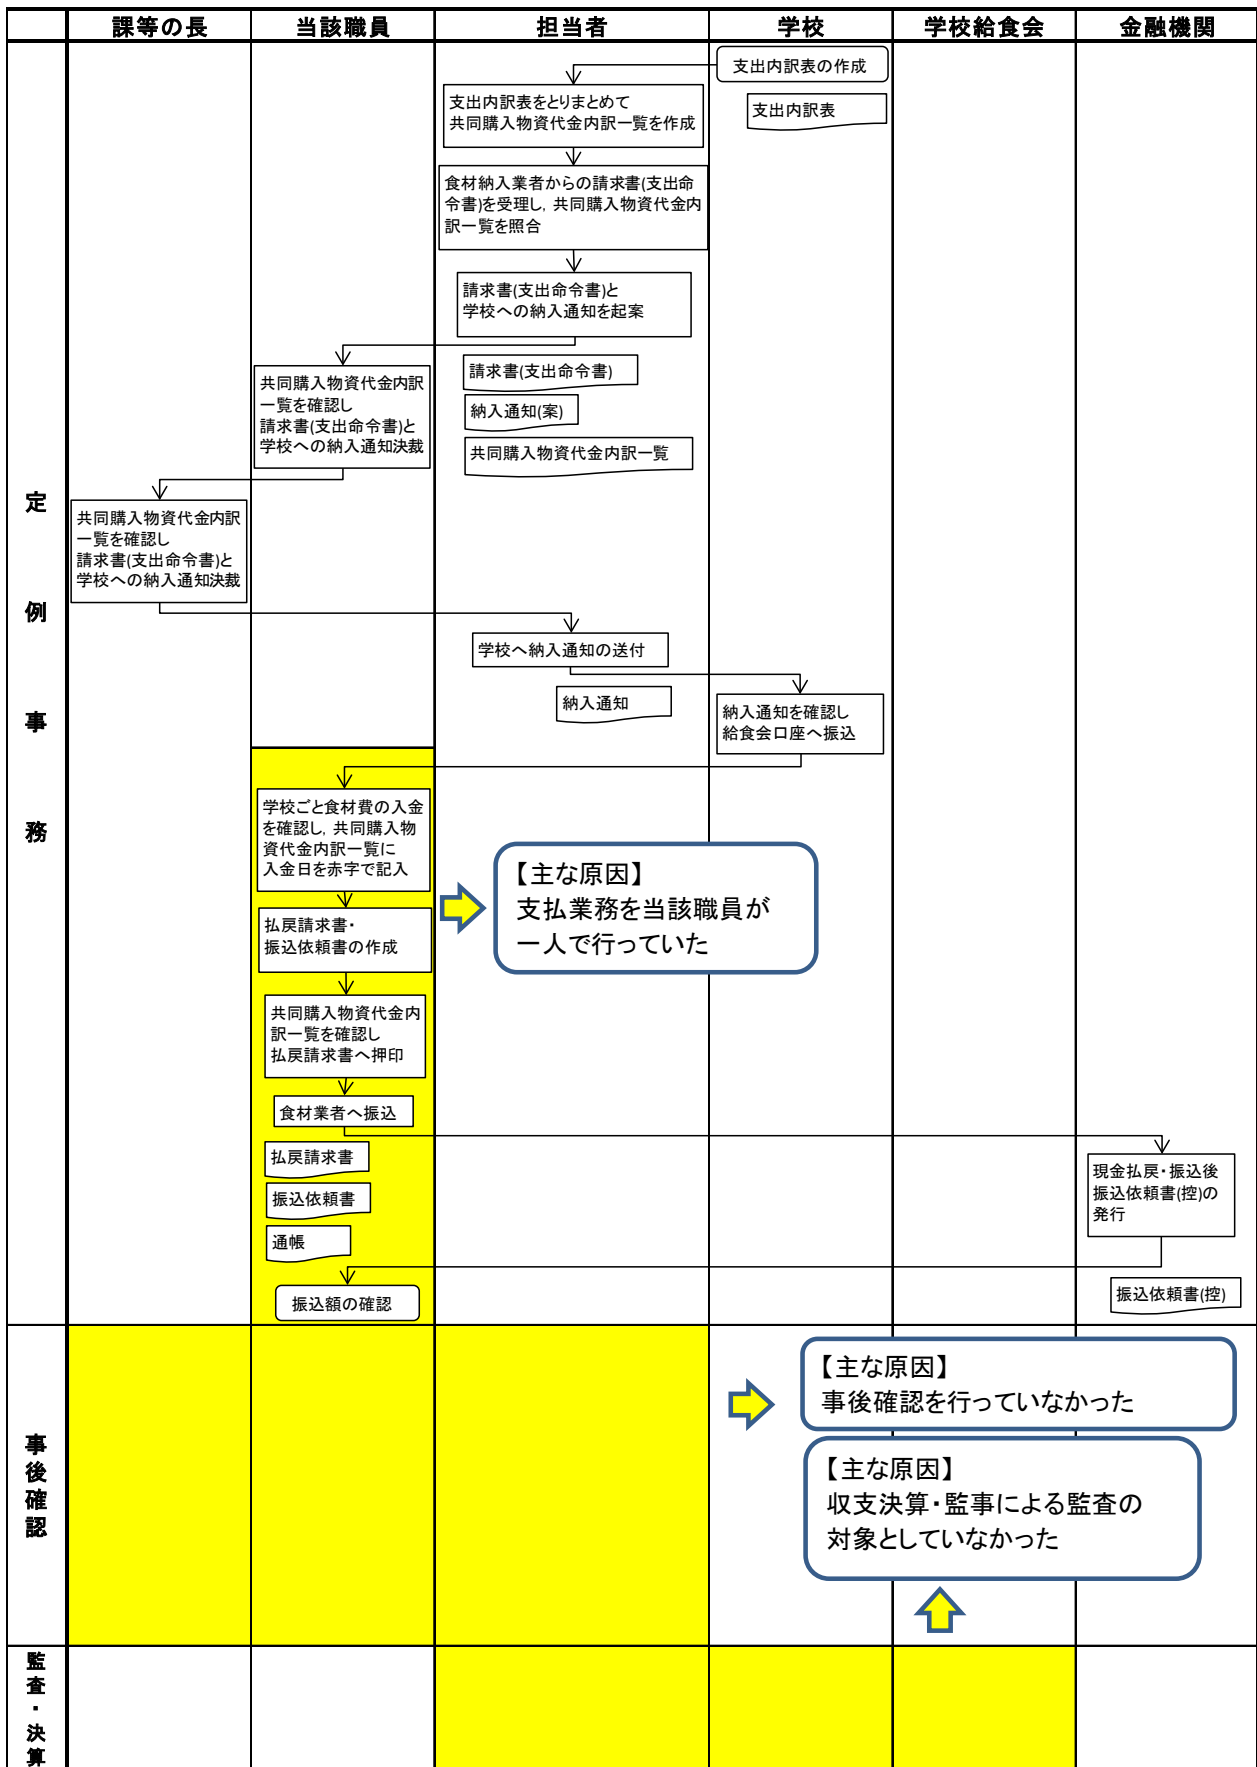 課等の長
当該職員
担当者
学校
学校給食会
金融機関
定例事務
支出内訳表の作成
支出内訳表
支出内訳表をとりまとめて
共同購入物資代金内訳一覧を作成
食材納入業者からの請求書(支出命
令書)を受理し，共同購入物資代金内
訳一覧を照合
請求書(支出命令書)と
学校への納入通知を起案
請求書(支出命令書)
納入通知(案)
共同購入物資代金内訳一覧
共同購入物資代金内訳
一覧を確認し
請求書(支出命令書)と
学校への納入通知決裁
共同購入物資代金内訳
一覧を確認し
請求書(支出命令書)と
学校への納入通知決裁
学校へ納入通知の送付
納入通知
納入通知を確認し
給食会口座へ振込
学校ごと食材費の入金
を確認し，共同購入物
資代金内訳一覧に
入金日を赤字で記入
【主な原因】
支払業務を当該職員が
一人で行っていた
払戻請求書・
振込依頼書の作成
共同購入物資代金内
訳一覧を確認し
払戻請求書へ押印
食材業者へ振込
払戻請求書
振込依頼書
通帳
現金払戻・振込後
振込依頼書(控)の
発行
振込依頼書(控)
振込額の確認
事後確認
【主な原因】
事後確認を行っていなかった
【主な原因】
収支決算・監事による監査の
対象としていなかった
監査・決算